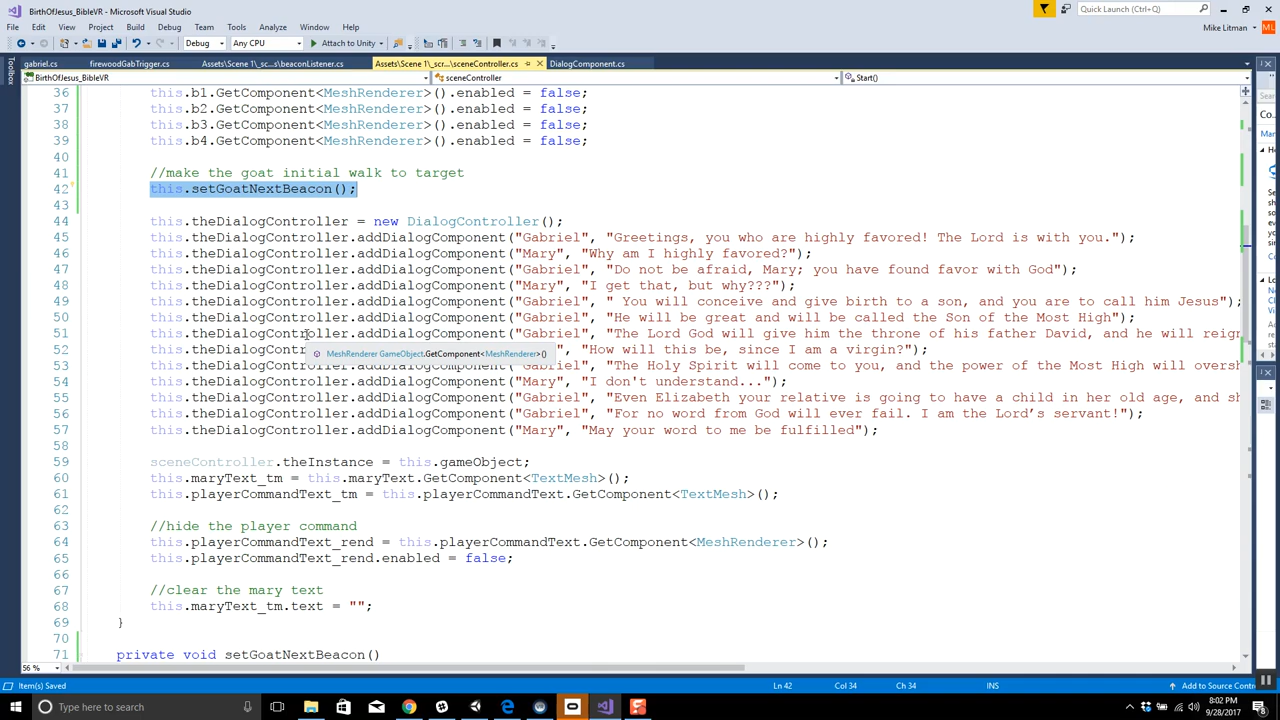 BirthOfJesus_BibleVR - Microsoft Visual Studio
Quick Launch (Ctrl+Q)
File Edit View Project Build Debug Team Tools Analyze Window Help
Mike Litman ML
Debug Any CPU Attach to Unity
Toolbox
gabriel.cs firewoodGabTrigger.cs Assets\Scene 1\_scr...\beaconListener.cs Assets\Scene 1\_scr...\sceneController.cs DialogComponent.cs
BirthOfJesus_BibleVR sceneController Start()
36 this.b1.GetComponent<MeshRenderer>().enabled = false;
37 this.b2.GetComponent<MeshRenderer>().enabled = false;
38 this.b3.GetComponent<MeshRenderer>().enabled = false;
39 this.b4.GetComponent<MeshRenderer>().enabled = false;
40
41 //make the goat initial walk to target
42 this.setGoatNextBeacon();
43
44 this.theDialogController = new DialogController();
45 this.theDialogController.addDialogComponent("Gabriel", "Greetings, you who are highly favored! The Lord is with you.");
46 this.theDialogController.addDialogComponent("Mary", "Why am I highly favored?");
47 this.theDialogController.addDialogComponent("Gabriel", "Do not be afraid, Mary; you have found favor with God");
48 this.theDialogController.addDialogComponent("Mary", "I get that, but why???");
49 this.theDialogController.addDialogComponent("Gabriel", " You will conceive and give birth to a son, and you are to call him Jesus");
50 this.theDialogController.addDialogComponent("Gabriel", "He will be great and will be called the Son of the Most High");
51 this.theDialogController.addDialogComponent("Gabriel", "The Lord God will give him the throne of his father David, and he will reign
52 this.theDialogContr MeshRenderer GameObject.GetComponent<MeshRenderer>() , "How will this be, since I am a virgin?");
53 this.theDialogController.addDialogComponent("Gabriel", "The Holy Spirit will come to you, and the power of the Most High will oversh
54 this.theDialogController.addDialogComponent("Mary", "I don't understand...");
55 this.theDialogController.addDialogComponent("Gabriel", "Even Elizabeth your relative is going to have a child in her old age, and sh
56 this.theDialogController.addDialogComponent("Gabriel", "For no word from God will ever fail. I am the Lord’s servant!");
57 this.theDialogController.addDialogComponent("Mary", "May your word to me be fulfilled");
58
59 sceneController.theInstance = this.gameObject;
60 this.maryText_tm = this.maryText.GetComponent<TextMesh>();
61 this.playerCommandText_tm = this.playerCommandText.GetComponent<TextMesh>();
62
63 //hide the player command
64 this.playerCommandText_rend = this.playerCommandText.GetComponent<MeshRenderer>();
65 this.playerCommandText_rend.enabled = false;
66
67 //clear the mary text
68 this.maryText_tm.text = "";
69 }
70
71 private void setGoatNextBeacon()
56 %
Item(s) Saved Ln 42 Col 34 Ch 34 INS Add to Source Contr
Type here to search
8:02 PM
9/28/2017